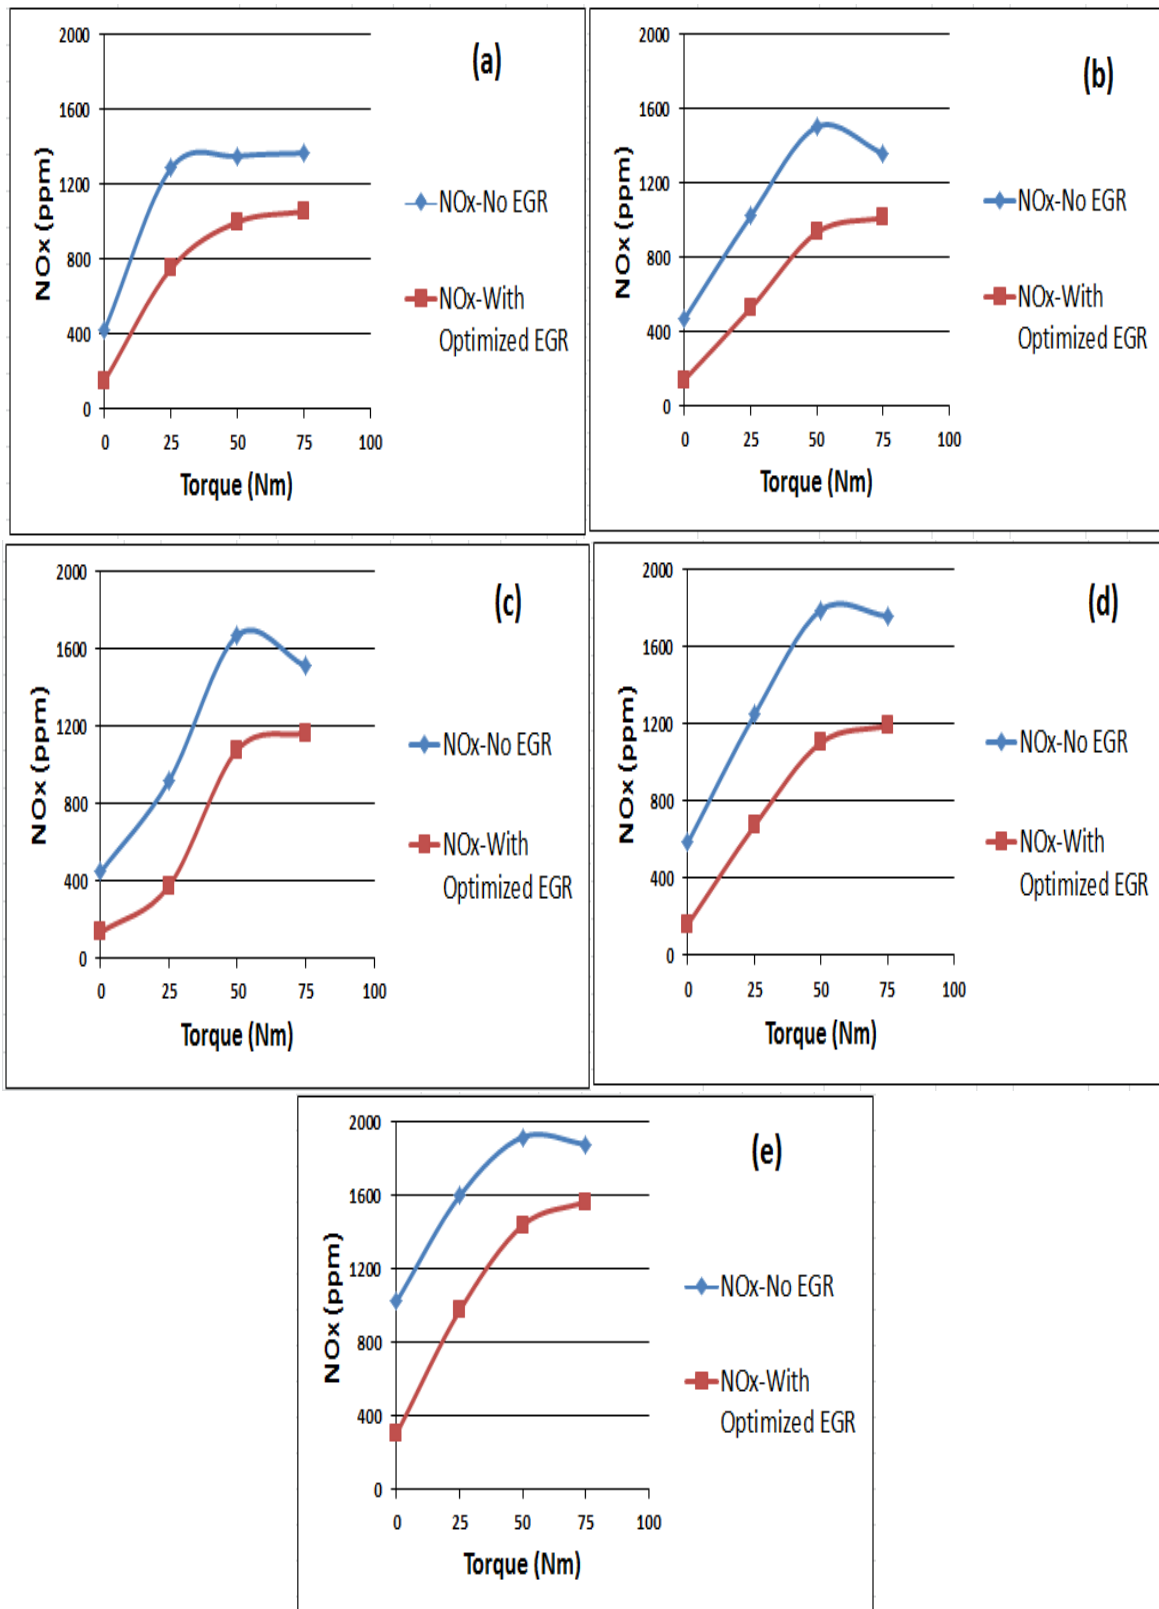 (a)
2000
1600
1200
800
400
0
NOx (ppm)
0 25 50 75 100
Torque (Nm)
NOx-No EGR
NOx-With
Optimized EGR
(b)
2000
1600
1200
800
400
0
NOx (ppm)
0 25 50 75 100
Torque (Nm)
NOx-No EGR
NOx-With
Optimized EGR
(c)
2000
1600
1200
800
400
0
NOx (ppm)
0 25 50 75 100
Torque (Nm)
NOx-No EGR
NOx-With
Optimized EGR
(d)
2000
1600
1200
800
400
0
NOx (ppm)
0 25 50 75 100
Torque (Nm)
NOx-No EGR
NOx-With
Optimized EGR
(e)
2000
1600
1200
800
400
0
NOx (ppm)
0 25 50 75 100
Torque (Nm)
NOx-No EGR
NOx-With
Optimized EGR